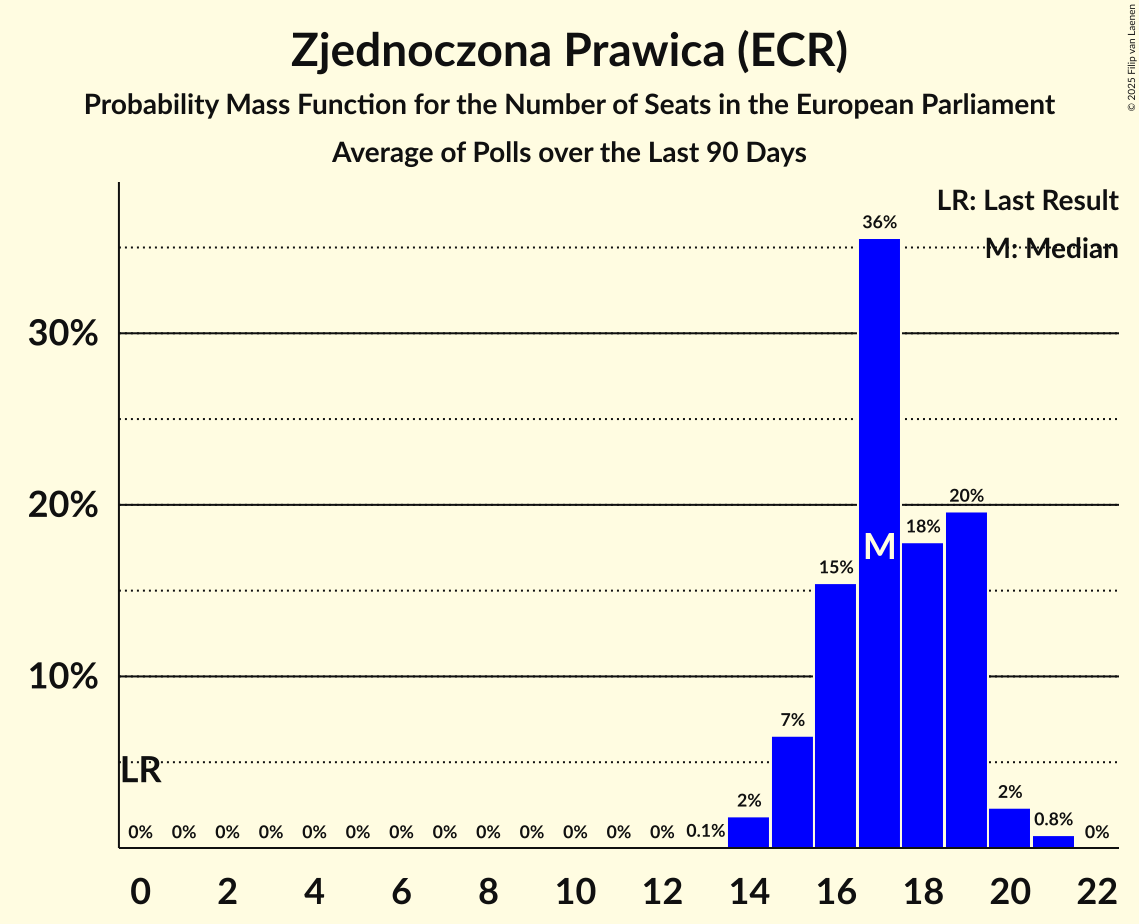 Zjednoczona Prawica (ECR)
Probability Mass Function for the Number of Seats in the European Parliament
Average of Polls over the Last 90 Days
© 2025 Filip van Laenen
LR: Last Result
M: Median
36%
30%
20%
20%
18%
M
15%
10%
7%
LR
2%
2%
0.8%
0% 0% 0% 0% 0% 0% 0% 0% 0% 0% 0% 0% 0% 0.1% 0%
0 2 4 6 8 10 12 14 16 18 20 22